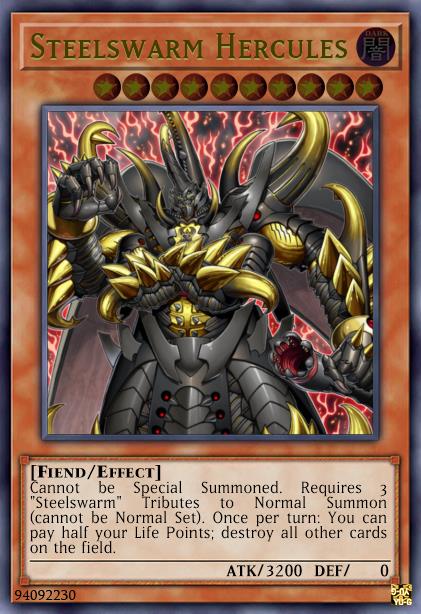 Steelswarm Hercules
DARK
闇
[Fiend/Effect]
Cannot be Special Summoned. Requires 3
"Steelswarm" Tributes to Normal Summon
(cannot be Normal Set). Once per turn: You can
pay half your Life Points; destroy all other cards
on the field.
ATK/3200 DEF/ 0
94092230